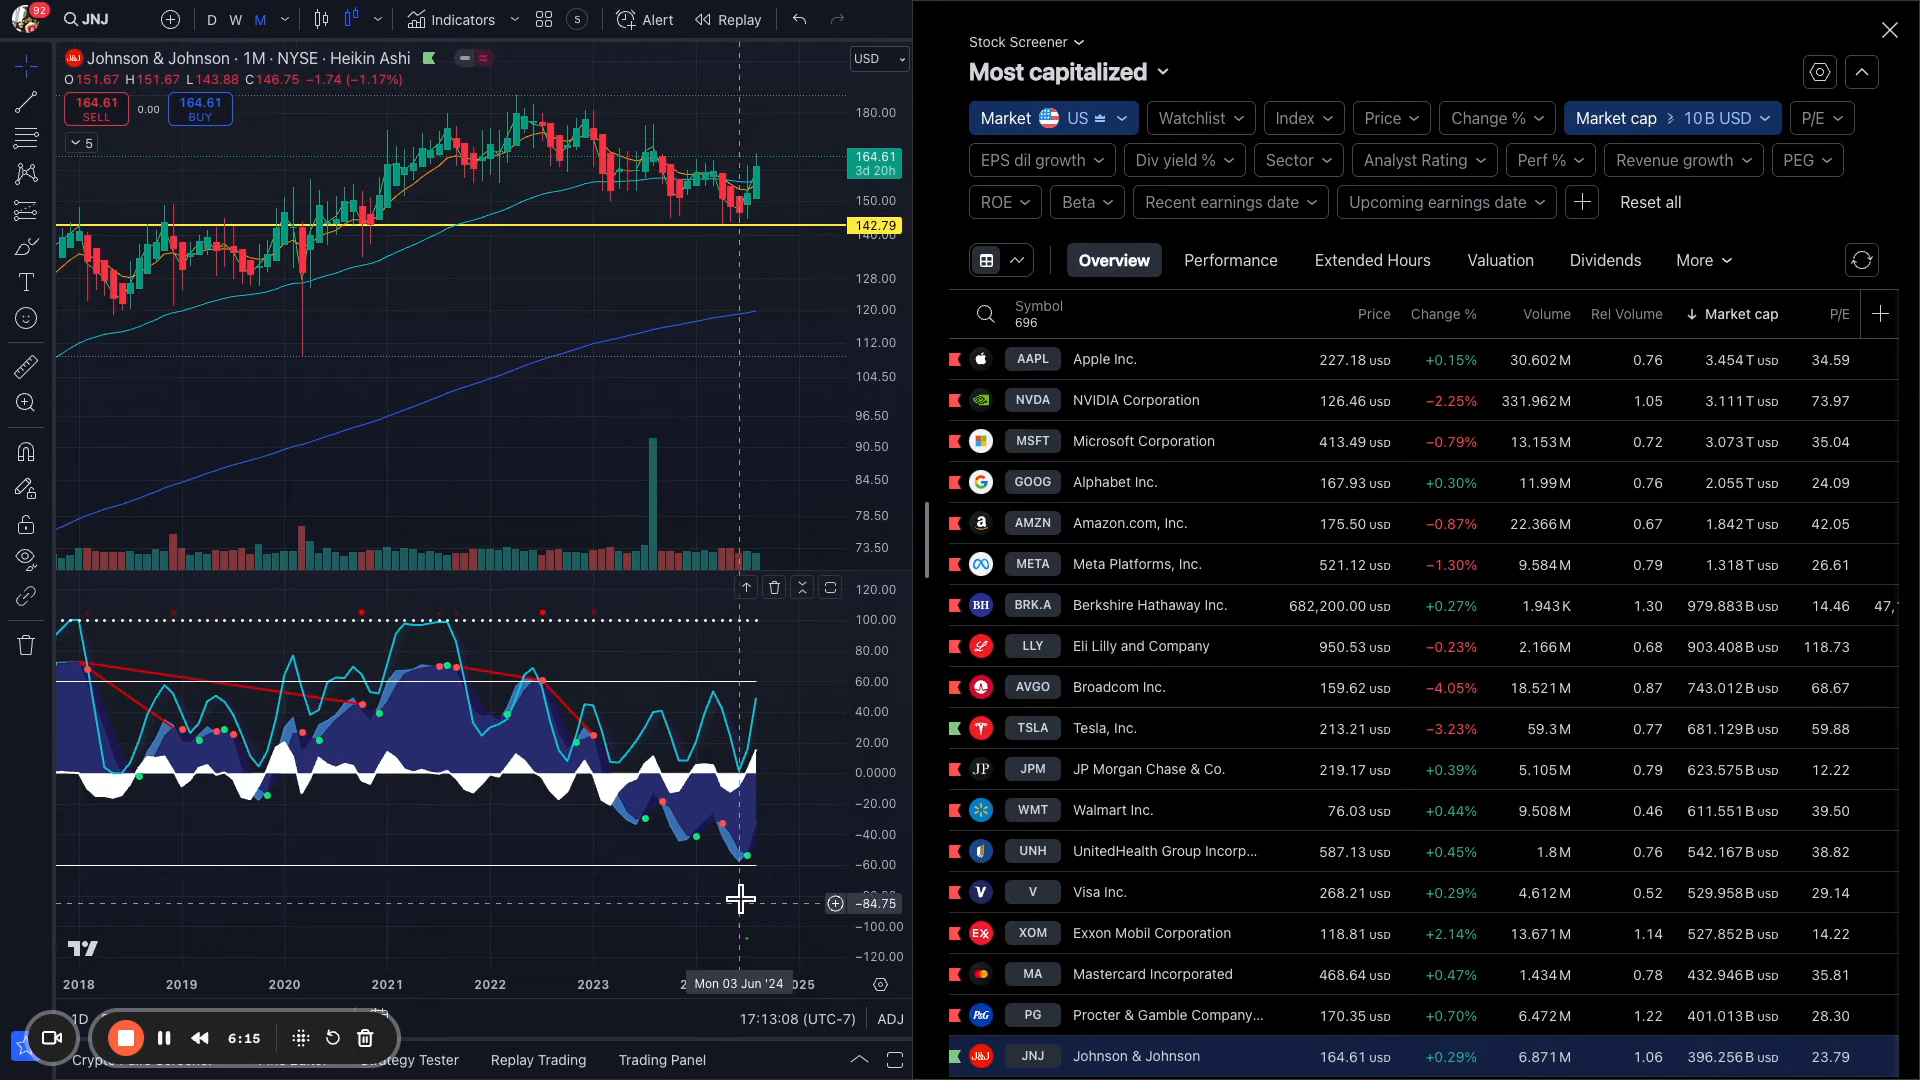 92
JNJ
D W M
Indicators
S
Alert
Replay
Johnson & Johnson · 1M · NYSE · Heikin Ashi
O151.67 H151.67 L143.88 C146.75 −1.74 (−1.17%)
164.61
SELL
0.00
164.61
BUY
5
USD
180.00
164.61
3d 20h
150.00
142.79
140.00
128.00
120.00
112.00
104.50
96.50
90.50
84.50
78.50
73.50
120.00
100.00
80.00
60.00
40.00
20.00
0.0000
−20.00
−40.00
−60.00
−84.75
−100.00
−120.00
2018 2019 2020 2021 2022 2023
Mon 03 Jun '24
025
1D
17:13:08 (UTC-7)
ADJ
6:15
Strategy Tester
Replay Trading
Trading Panel
Stock Screener
Most capitalized
Market US
Watchlist
Index
Price
Change %
Market cap > 10 B USD
P/E
EPS dil growth
Div yield %
Sector
Analyst Rating
Perf %
Revenue growth
PEG
ROE
Beta
Recent earnings date
Upcoming earnings date
Reset all
Overview
Performance
Extended Hours
Valuation
Dividends
More
Symbol
696
Price Change % Volume Rel Volume Market cap P/E
AAPL Apple Inc. 227.18 USD +0.15% 30.602 M 0.76 3.454 T USD 34.59
NVDA NVIDIA Corporation 126.46 USD −2.25% 331.962 M 1.05 3.111 T USD 73.97
MSFT Microsoft Corporation 413.49 USD −0.79% 13.153 M 0.72 3.073 T USD 35.04
GOOG Alphabet Inc. 167.93 USD +0.30% 11.99 M 0.76 2.055 T USD 24.09
AMZN Amazon.com, Inc. 175.50 USD −0.87% 22.366 M 0.67 1.842 T USD 42.05
META Meta Platforms, Inc. 521.12 USD −1.30% 9.584 M 0.79 1.318 T USD 26.61
BH BRK.A Berkshire Hathaway Inc. 682,200.00 USD +0.27% 1.943 K 1.30 979.883 B USD 14.46 47,
LLY Eli Lilly and Company 950.53 USD −0.23% 2.166 M 0.68 903.408 B USD 118.73
AVGO Broadcom Inc. 159.62 USD −4.05% 18.521 M 0.87 743.012 B USD 68.67
TSLA Tesla, Inc. 213.21 USD −3.23% 59.3 M 0.77 681.129 B USD 59.88
JP JPM JP Morgan Chase & Co. 219.17 USD +0.39% 5.105 M 0.79 623.575 B USD 12.22
WMT Walmart Inc. 76.03 USD +0.44% 9.508 M 0.46 611.551 B USD 39.50
UNH UnitedHealth Group Incorp... 587.13 USD +0.45% 1.8 M 0.76 542.167 B USD 38.82
V V Visa Inc. 268.21 USD +0.29% 4.612 M 0.52 529.958 B USD 29.14
XOM Exxon Mobil Corporation 118.81 USD +2.14% 13.671 M 1.14 527.852 B USD 14.22
MA Mastercard Incorporated 468.64 USD +0.47% 1.434 M 0.78 432.946 B USD 35.81
P&G PG Procter & Gamble Company... 170.35 USD +0.70% 6.472 M 1.22 401.013 B USD 28.30
J&J JNJ Johnson & Johnson 164.61 USD +0.29% 6.871 M 1.06 396.256 B USD 23.79